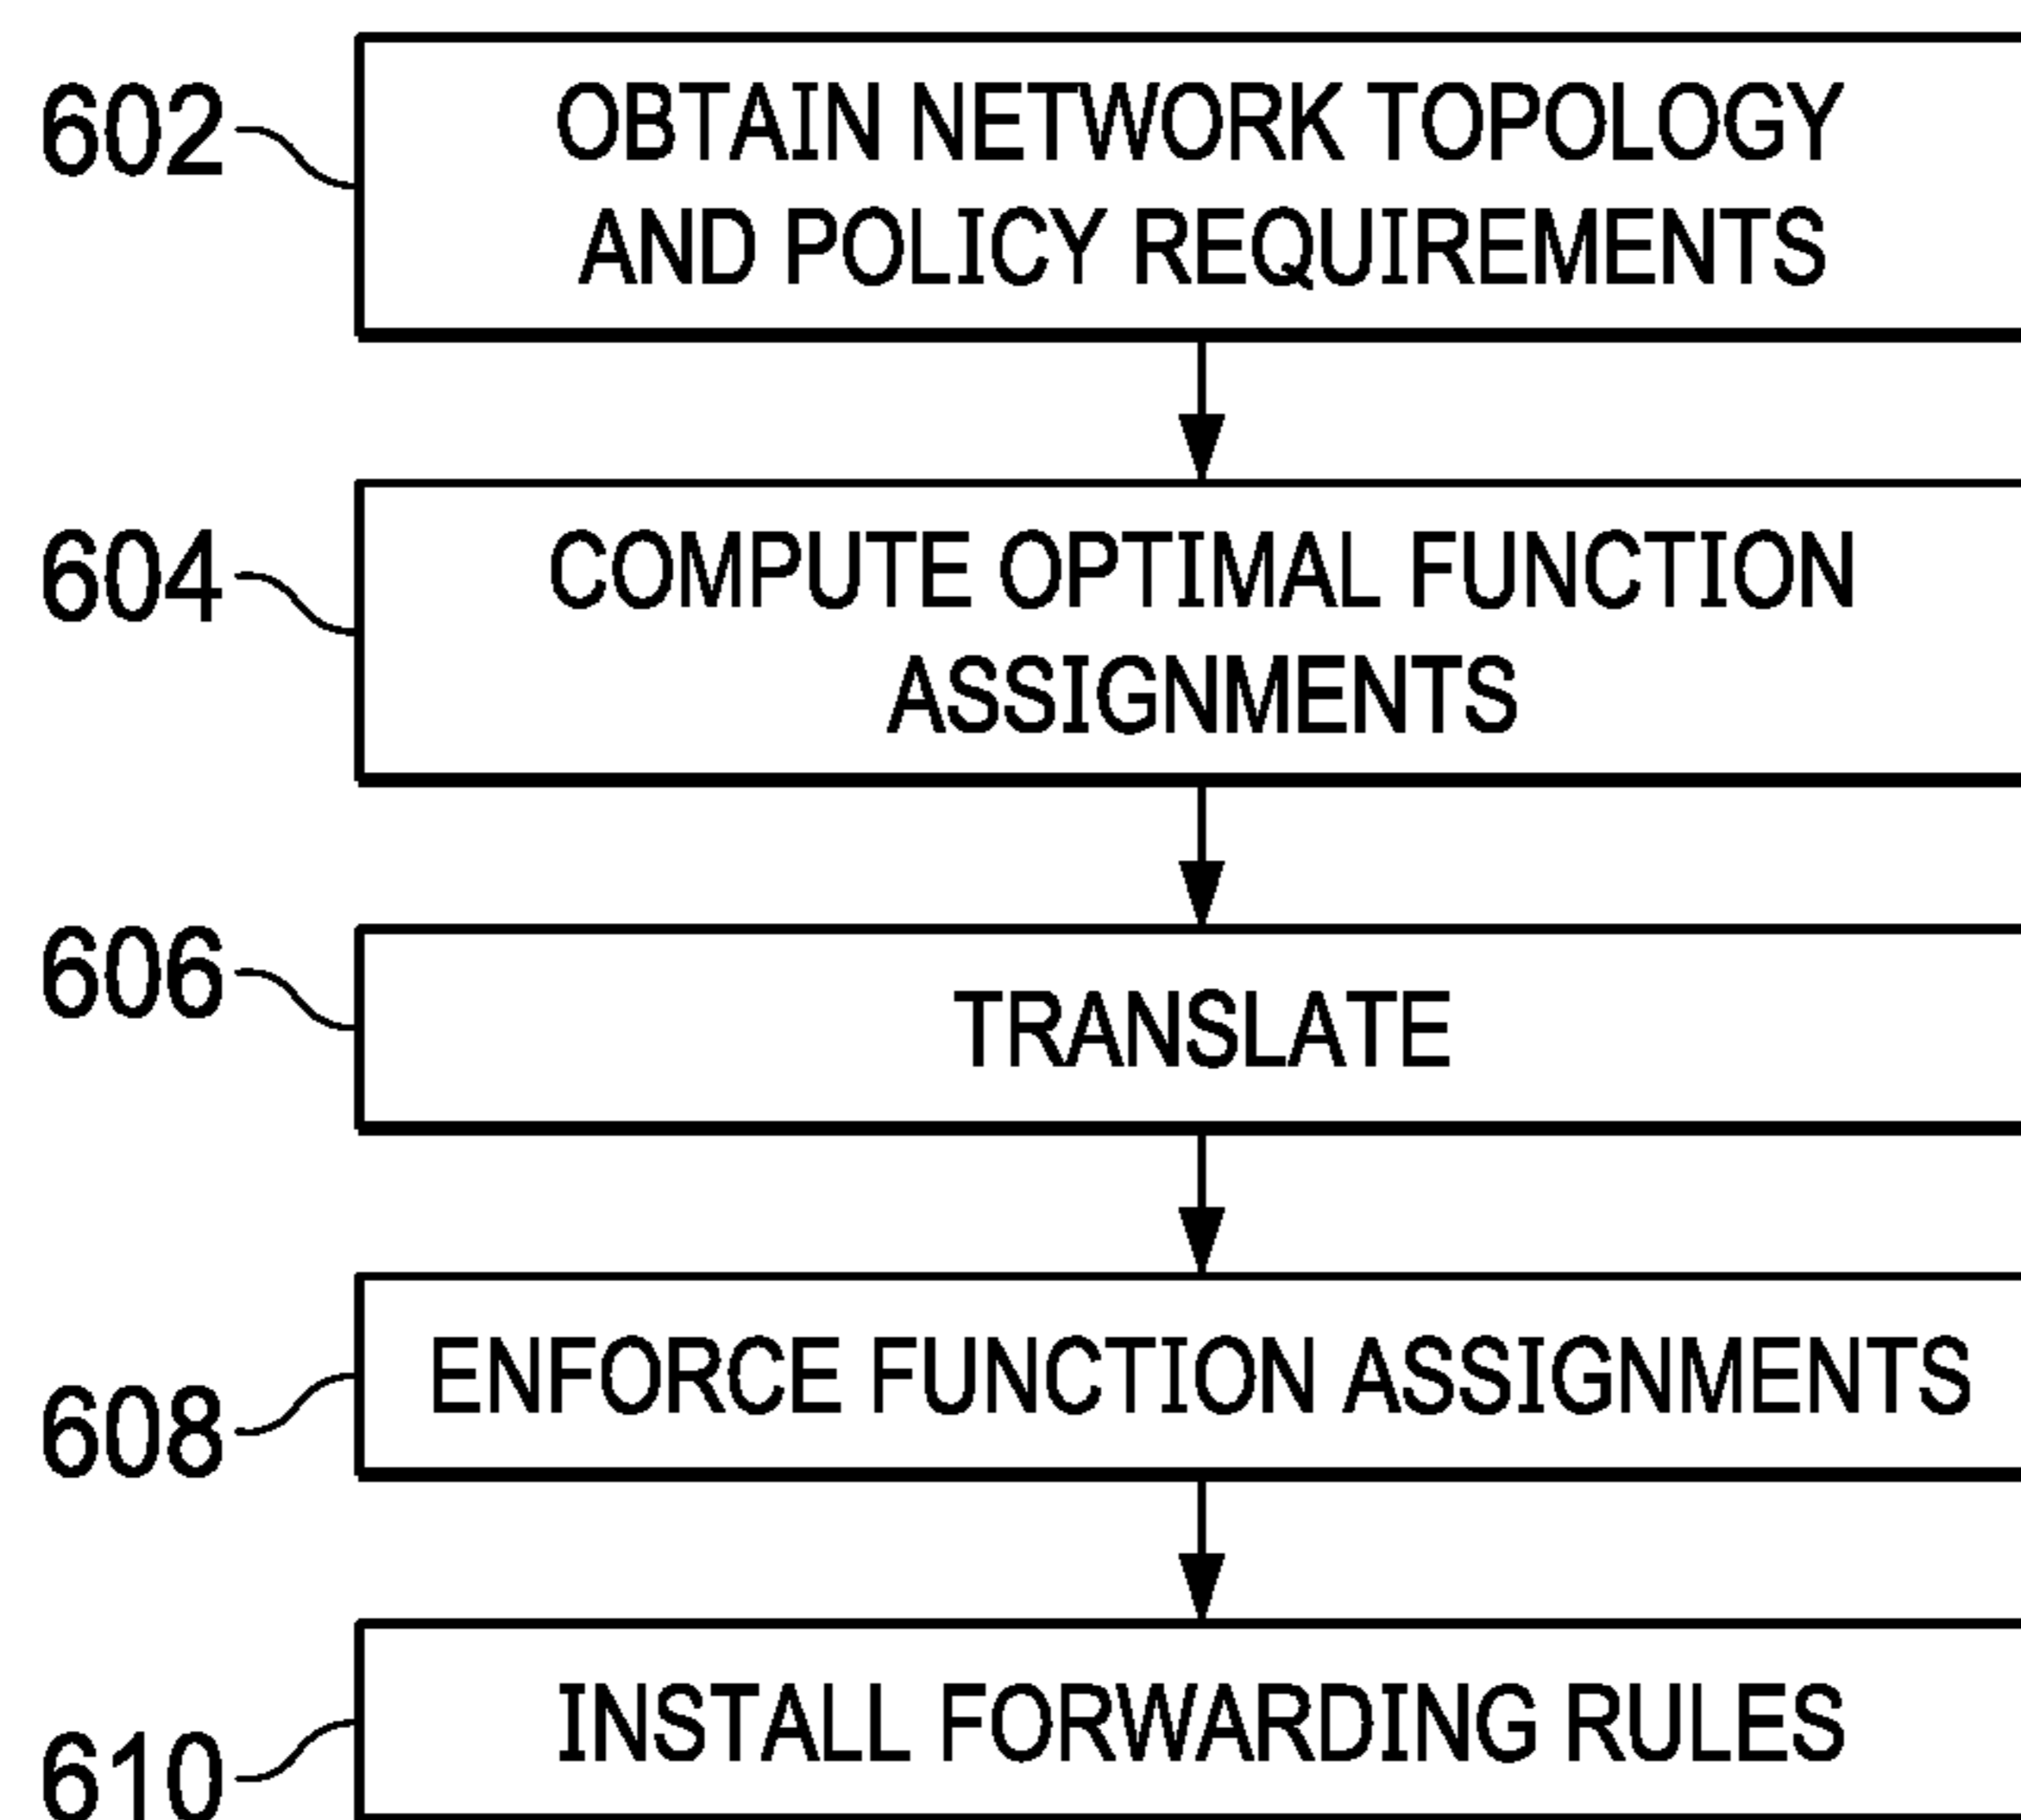 602
OBTAIN NETWORK TOPOLOGY
AND POLICY REQUIREMENTS
604
COMPUTE OPTIMAL FUNCTION
ASSIGNMENTS
606
TRANSLATE
608
ENFORCE FUNCTION ASSIGNMENTS
610
INSTALL FORWARDING RULES